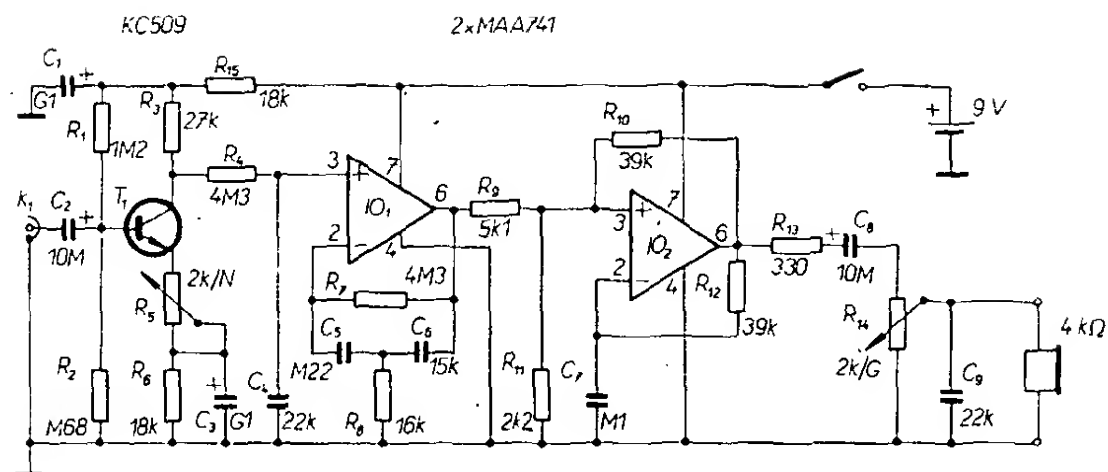 KC509
2xMAA741
C1
+
G1
R1
1M2
R3
27k
R15
18k
R4
4M3
K1
C2
+
10M
T1
2k/N
R5
R2
M68
R6
18k
+
C3
G1
C4
22k
3
+
7
IO1
6
2
−
4
R7
4M3
C5
M22
C6
15k
R8
16k
R9
5k1
R10
39k
3
+
7
IO2
6
2
−
4
R11
2k2
C7
M1
R12
39k
R13
330
+
C8
10M
R14
2k/G
C9
22k
4 kΩ
+
9 V